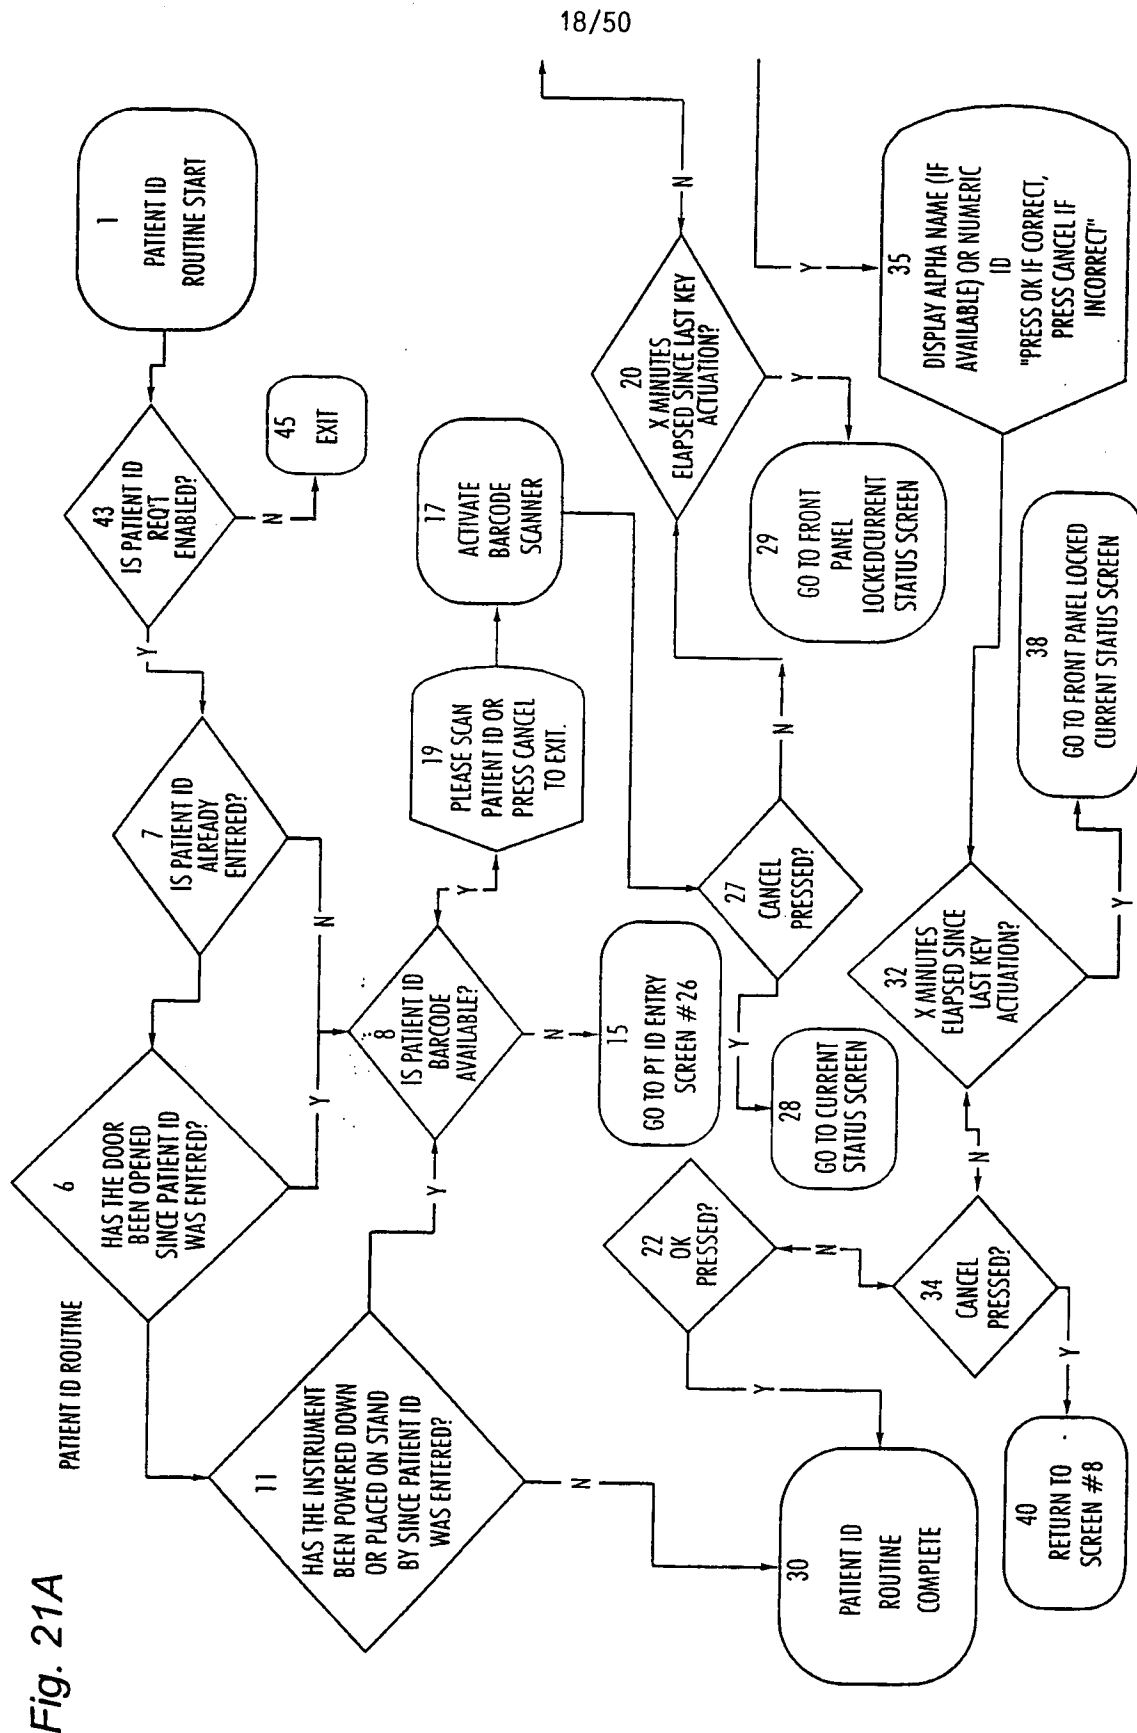 18/50
Fig. 21A
PATIENT ID ROUTINE
1
PATIENT ID
ROUTINE START
43
IS PATIENT ID
REQ'T
ENABLED?
N
45
EXIT
Y
7
IS PATIENT ID
ALREADY
ENTERED?
N
6
HAS THE DOOR
BEEN OPENED
SINCE PATIENT ID
WAS ENTERED?
Y
11
HAS THE INSTRUMENT
BEEN POWERED DOWN
OR PLACED ON STAND
BY SINCE PATIENT ID
WAS ENTERED?
Y
N
8
IS PATIENT ID
BARCODE
AVAILABLE?
Y
N
19
PLEASE SCAN
PATIENT ID OR
PRESS CANCEL
TO EXIT.
17
ACTIVATE
BARCODE
SCANNER
15
GO TO PT ID ENTRY
SCREEN #26
27
CANCEL
PRESSED?
N
Y
28
GO TO CURRENT
STATUS SCREEN
20
X MINUTES
ELAPSED SINCE LAST KEY
ACTUATION?
N
Y
29
GO TO FRONT
PANEL
LOCKEDCURRENT
STATUS SCREEN
Y
35
DISPLAY ALPHA NAME (IF
AVAILABLE) OR NUMERIC
ID
"PRESS OK IF CORRECT,
PRESS CANCEL IF
INCORRECT"
32
X MINUTES
ELAPSED SINCE
LAST KEY
ACTUATION?
Y
38
GO TO FRONT PANEL LOCKED
CURRENT STATUS SCREEN
N
34
CANCEL
PRESSED?
N
Y
22
OK
PRESSED?
Y
30
PATIENT ID
ROUTINE
COMPLETE
40
RETURN TO
SCREEN #8